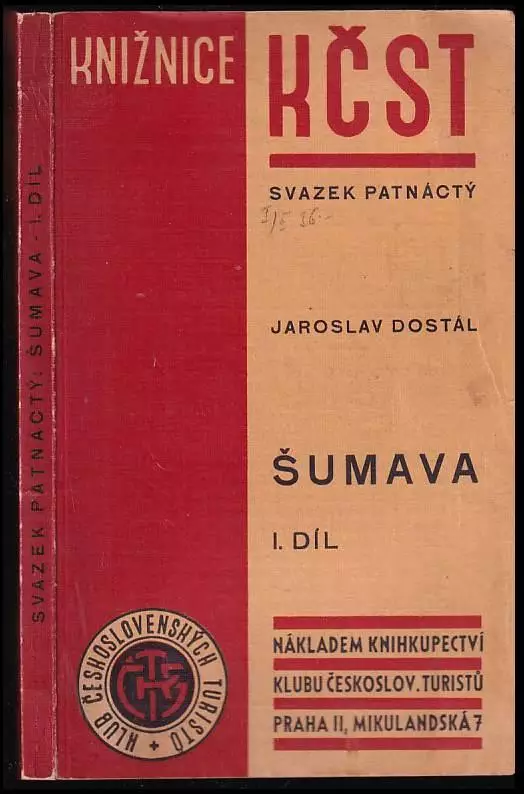 SVAZEK PATNÁCTÝ: ŠUMAVA - I. DÍL
KNIŽNICE
KČST
SVAZEK PATNÁCTÝ
JAROSLAV DOSTÁL
ŠUMAVA
I. DÍL
NÁKLADEM KNIHKUPECTVÍ
KLUBU ČESKOSLOV. TURISTŮ
PRAHA II, MIKULANDSKÁ 7
KLUB ČESKOSLOVENSKÝCH TURISTŮ